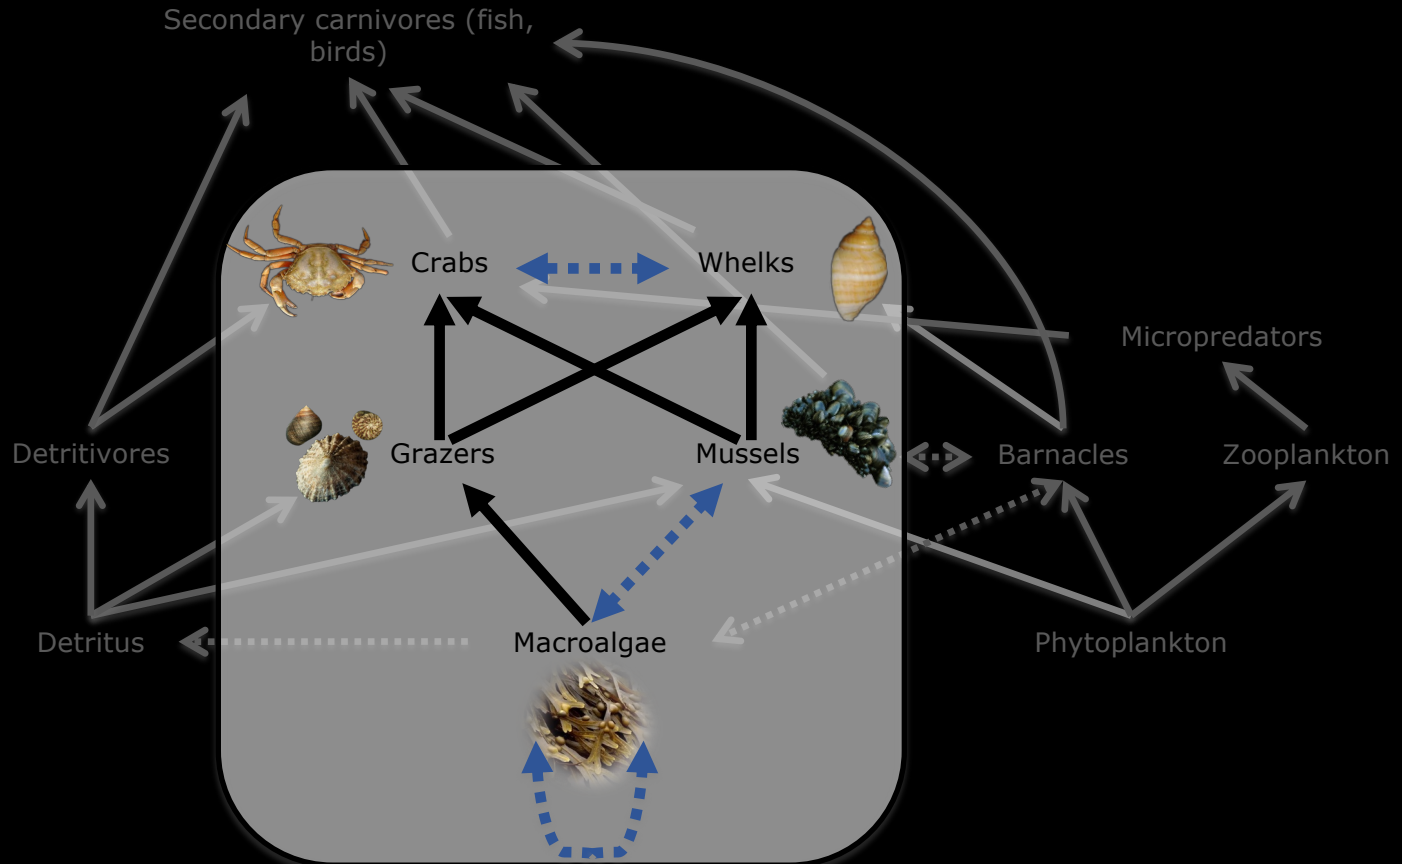 Secondary carnivores (fish,
birds)
Crabs
Whelks
Micropredators
Detritivores
Grazers
Mussels
Barnacles
Zooplankton
Detritus
Macroalgae
Phytoplankton